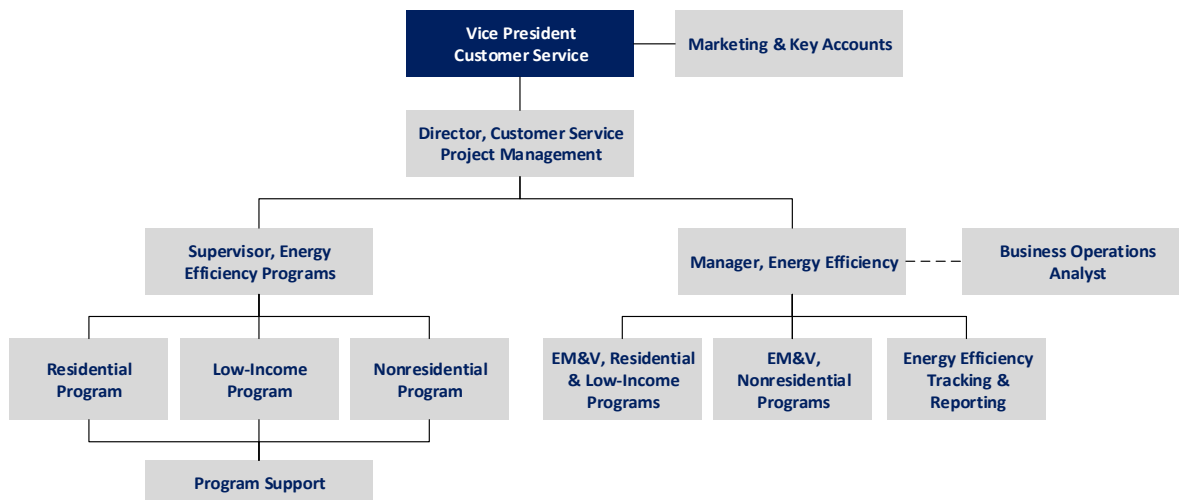 Vice President
Customer Service
Marketing & Key Accounts
Director, Customer Service
Project Management
Supervisor, Energy
Efficiency Programs
Manager, Energy Efficiency
Business Operations
Analyst
Residential
Program
Low-Income
Program
Nonresidential
Program
EM&V, Residential
& Low-Income
Programs
EM&V,
Nonresidential
Programs
Energy Efficiency
Tracking &
Reporting
Program Support